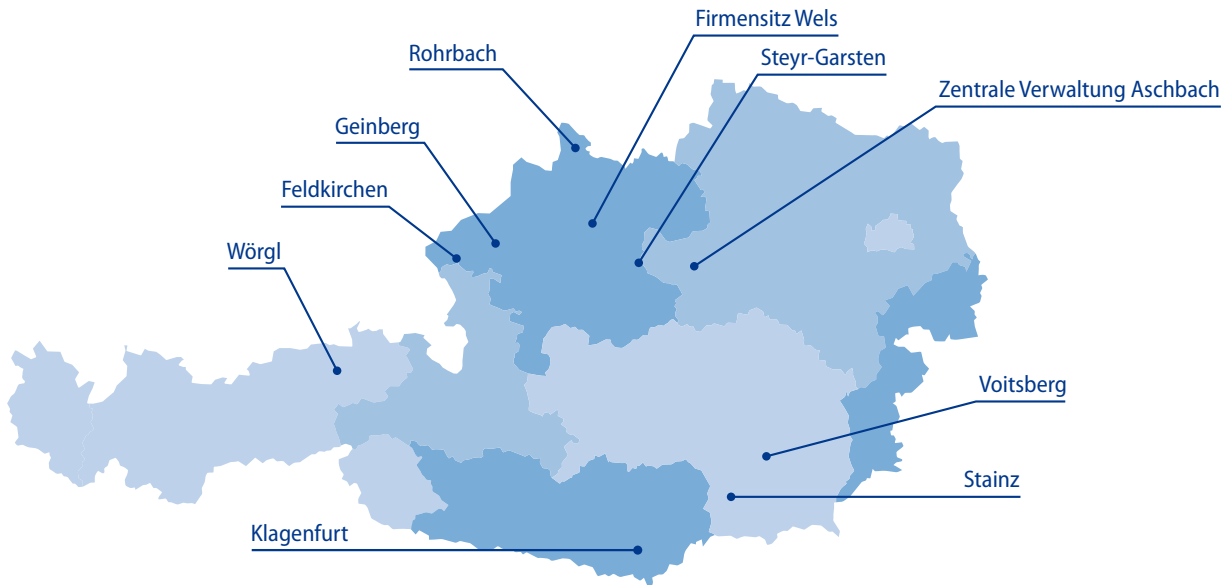 Firmensitz Wels
Rohrbach
Steyr-Garsten
Zentrale Verwaltung Aschbach
Geinberg
Feldkirchen
Wörgl
Voitsberg
Stainz
Klagenfurt